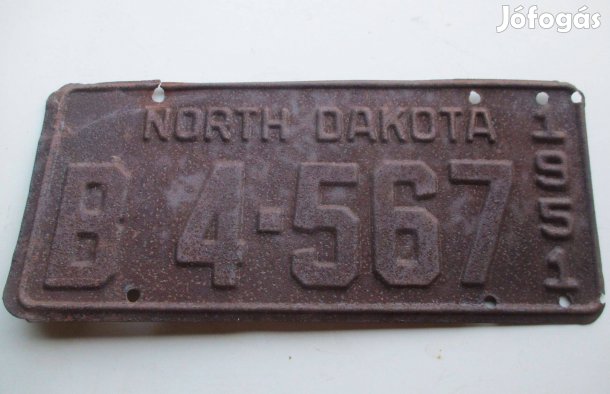 Jófogás
NORTH DAKOTA
B 4-567
1951